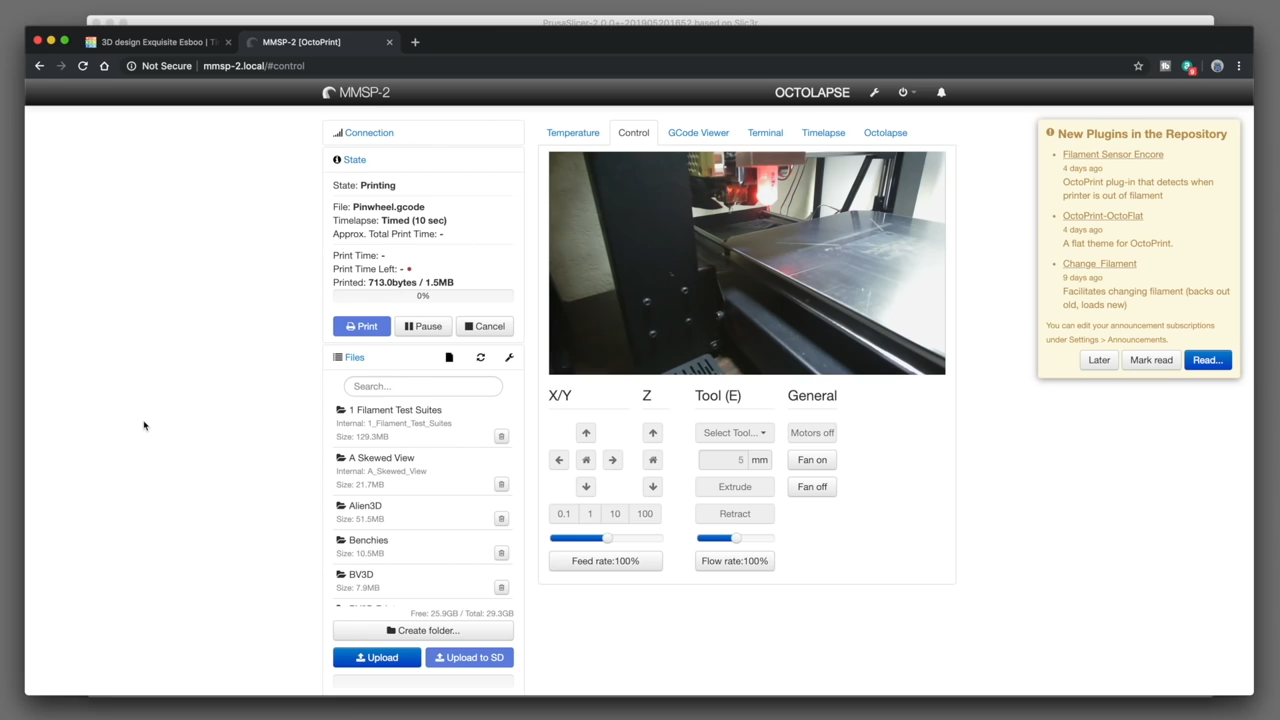 PrusaSlicer-2.0.0+-201905201652 based on Slic3r
3D design Exquisite Esboo | Ti
MMSP-2 [OctoPrint]
Not Secure
mmsp-2.local/#control
MMSP-2
OCTOLAPSE
Connection
State
State: Printing
File: Pinwheel.gcode
Timelapse: Timed (10 sec)
Approx. Total Print Time: -
Print Time: -
Print Time Left: -
Printed: 713.0bytes / 1.5MB
0%
Print
Pause
Cancel
Files
Search...
1 Filament Test Suites
Internal: 1_Filament_Test_Suites
Size: 129.3MB
A Skewed View
Internal: A_Skewed_View
Size: 21.7MB
Alien3D
Size: 51.5MB
Benchies
Size: 10.5MB
BV3D
Size: 7.9MB
Free: 25.9GB / Total: 29.3GB
Create folder...
Upload
Upload to SD
Temperature
Control
GCode Viewer
Terminal
Timelapse
Octolapse
X/Y
Z
Tool (E)
General
Select Tool...
Motors off
5
mm
Fan on
Extrude
Fan off
0.1
1
10
100
Retract
Feed rate:100%
Flow rate:100%
New Plugins in the Repository
Filament Sensor Encore
4 days ago
OctoPrint plug-in that detects when
printer is out of filament
OctoPrint-OctoFlat
4 days ago
A flat theme for OctoPrint.
Change Filament
9 days ago
Facilitates changing filament (backs out
old, loads new)
You can edit your announcement subscriptions
under Settings > Announcements.
Later
Mark read
Read...